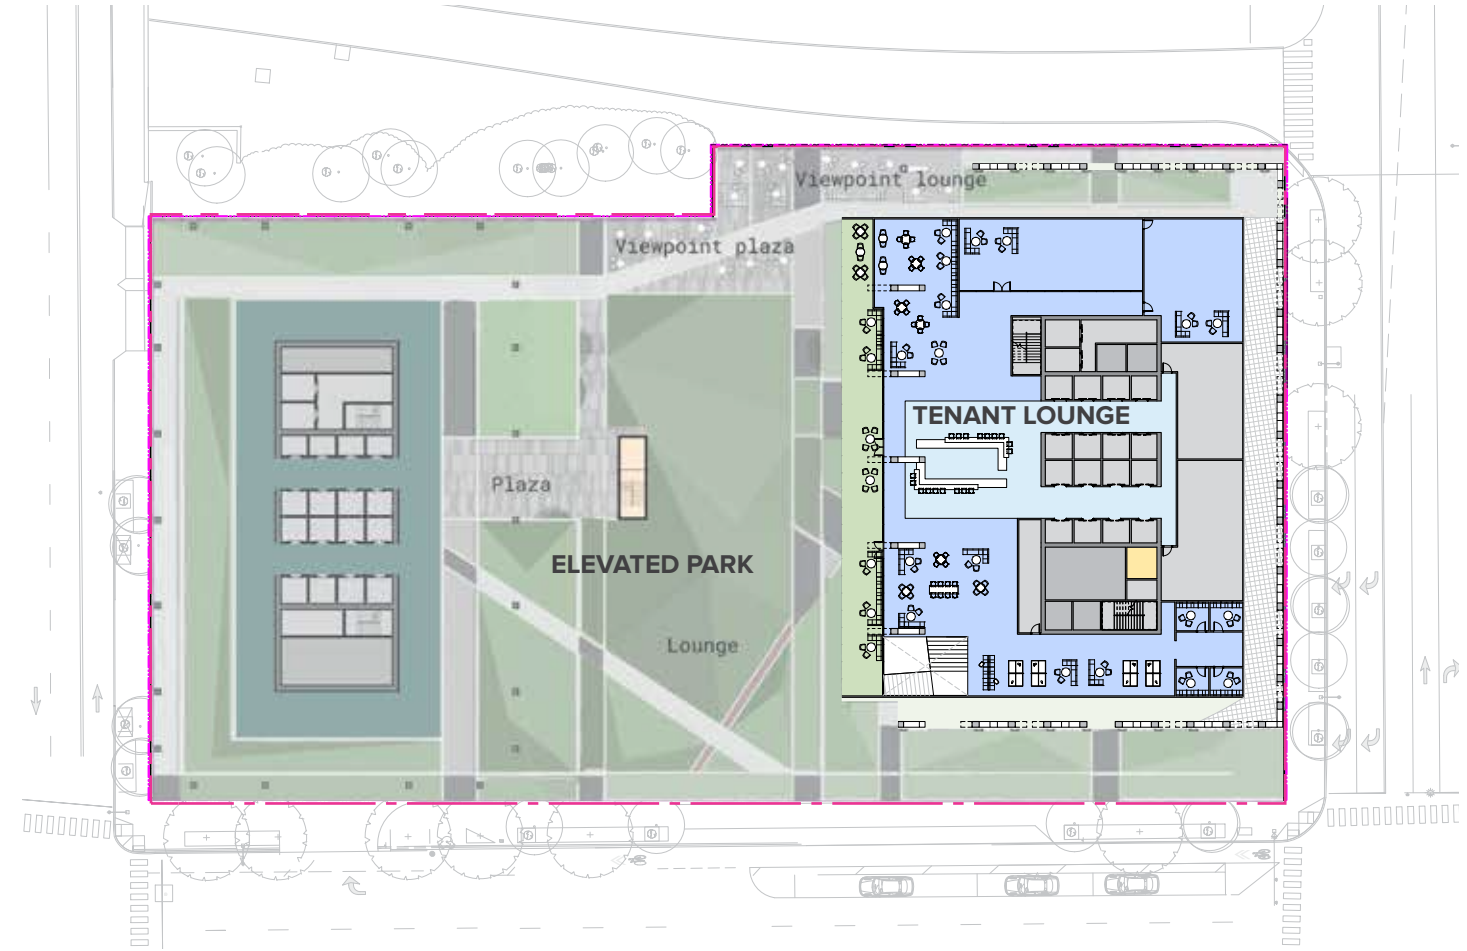 Viewpoint lounge
Viewpoint plaza
TENANT LOUNGE
Plaza
ELEVATED PARK
Lounge